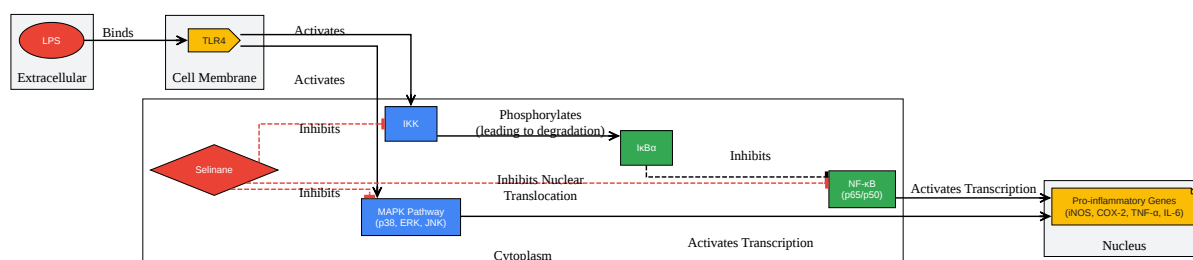 LPS
Extracellular
Binds
TLR4
Cell Membrane
Activates
Activates
IKK
Phosphorylates
(leading to degradation)
IκBα
Inhibits
Inhibits
Selinane
Inhibits
Inhibits Nuclear
Translocation
NF-κB
(p65/p50)
MAPK Pathway
(p38, ERK, JNK)
Activates Transcription
Pro-inflammatory Genes
(iNOS, COX-2, TNF-α, IL-6)
Nucleus
Activates Transcription
Cytoplasm